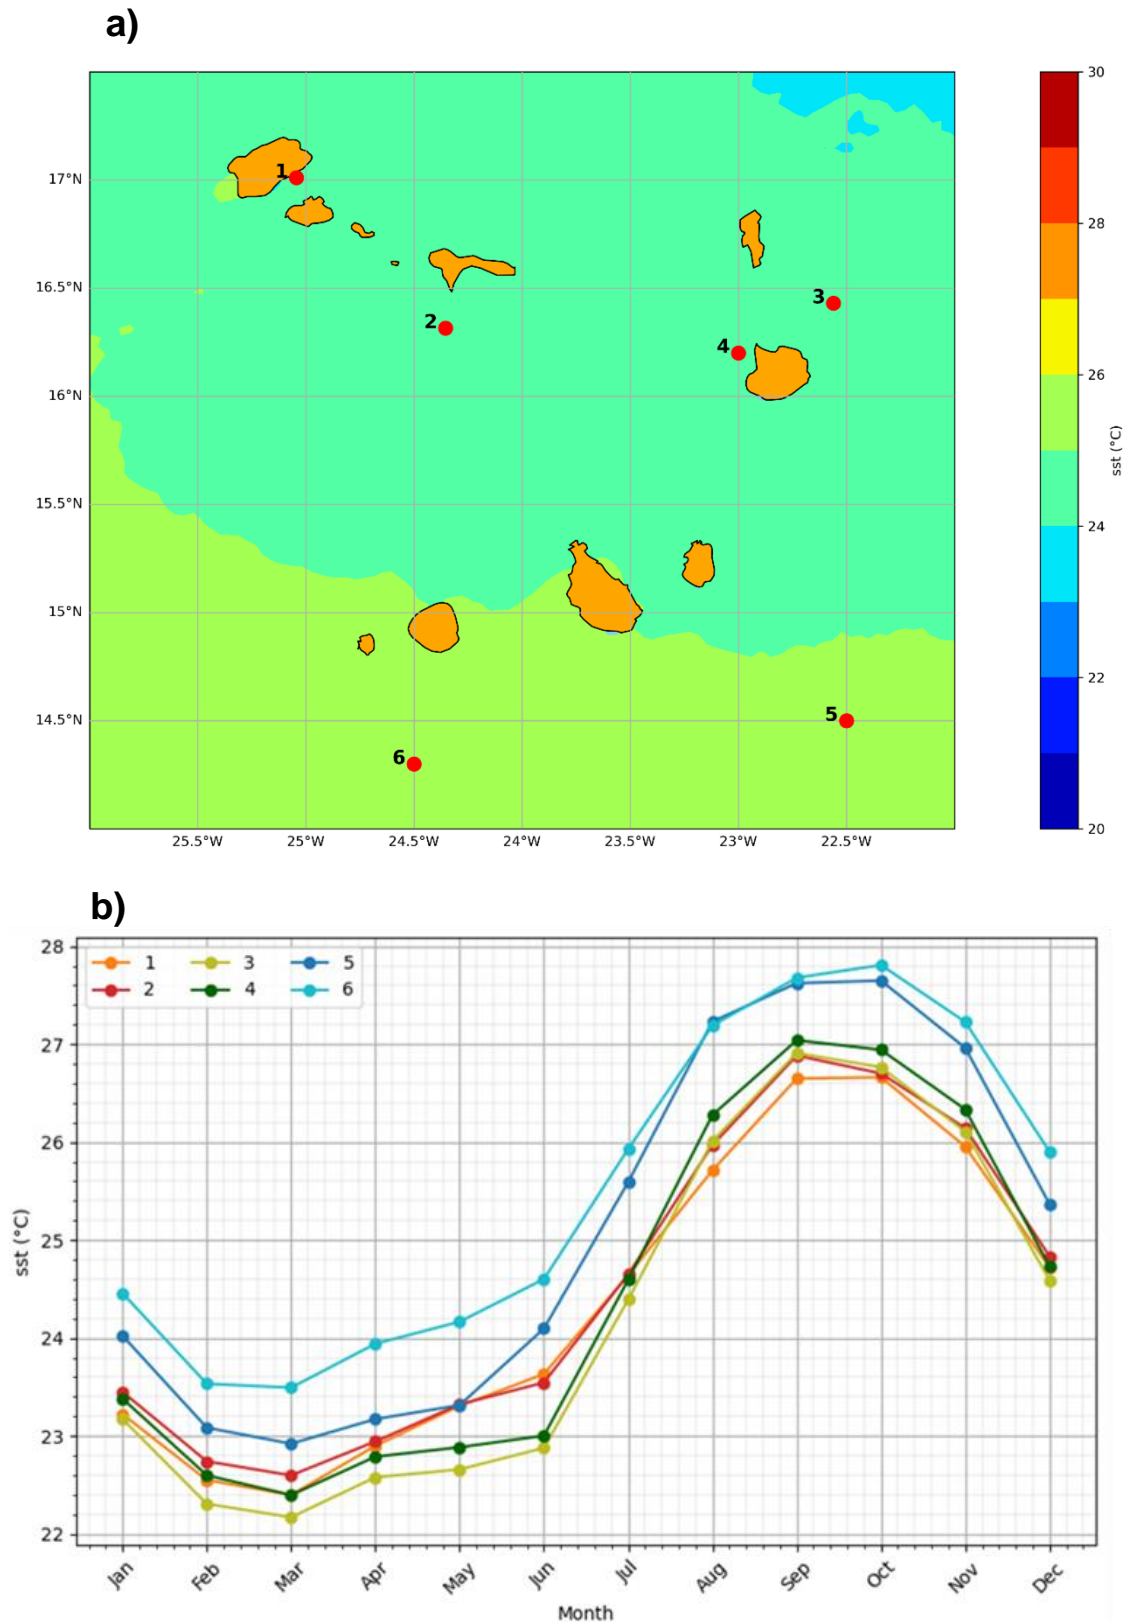 a)
30
17°N
1
16.5°N
3
28
2
4
16°N
26
sst (°C)
15.5°N
24
15°N
22
14.5°N
5
6
20
25.5°W 25°W 24.5°W 24°W 23.5°W 23°W 22.5°W
b)
28
1 3 5
2 4 6
27
26
25
sst (°C)
24
23
22
Jan Feb Mar Apr May Jun Jul Aug Sep Oct Nov Dec
Month